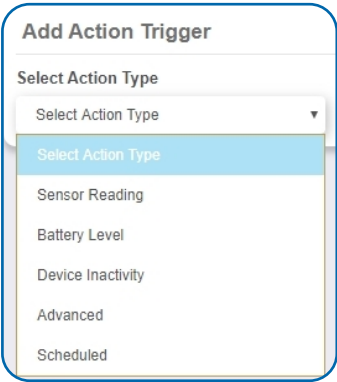 Add Action Trigger
Select Action Type
Select Action Type
Select Action Type
Sensor Reading
Battery Level
Device Inactivity
Advanced
Scheduled